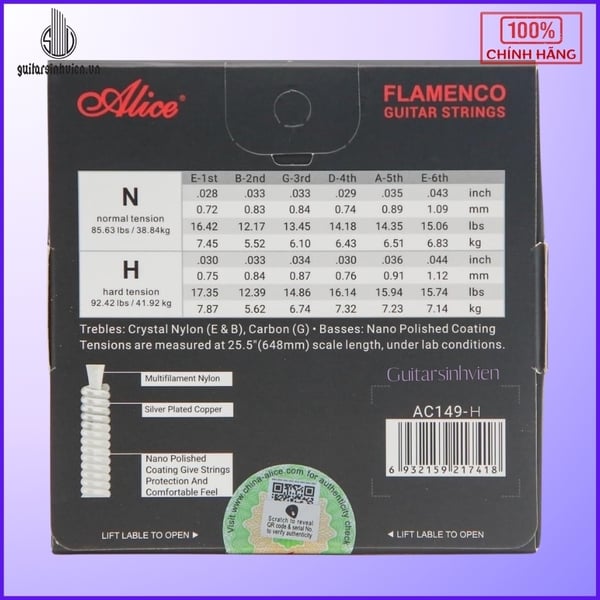 guitarsinhvien.vn
100%
CHÍNH HÃNG
Alice®
FLAMENCO
GUITAR STRINGS
E-1st B-2nd G-3rd D-4th A-5th E-6th
N
normal tension
85.63 lbs / 38.84kg
.028 .033 .033 .029 .035 .043 inch
0.72 0.83 0.84 0.74 0.89 1.09 mm
16.42 12.17 13.45 14.18 14.35 15.06 lbs
7.45 5.52 6.10 6.43 6.51 6.83 kg
H
hard tension
92.42 lbs / 41.92 kg
.030 .033 .034 .030 .036 .044 inch
0.75 0.84 0.87 0.76 0.91 1.12 mm
17.35 12.39 14.86 16.14 15.94 15.74 lbs
7.87 5.62 6.74 7.32 7.23 7.14 kg
Trebles: Crystal Nylon (E & B), Carbon (G) • Basses: Nano Polished Coating
Tensions are measured at 25.5"(648mm) scale length, under lab conditions.
Multifilament Nylon
Silver Plated Copper
Nano Polished
Coating Give Strings
Protection And
Comfortable Feel
Guitarsinhvien
AC149-H
6 932159 217418
Visit www.china-alice.com for authenticity check
Scratch to reveal
QR code & serial No.
to verify authenticity
LIFT LABLE TO OPEN
LIFT LABLE TO OPEN